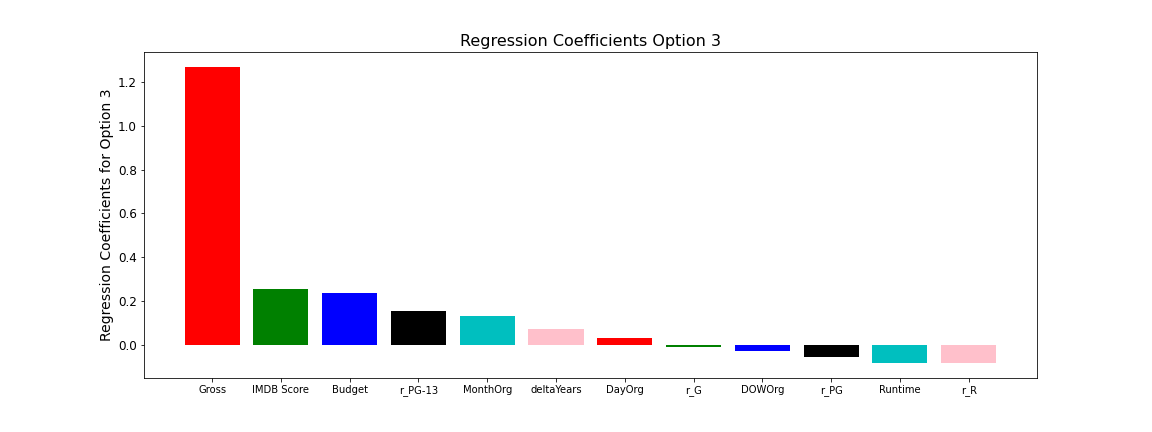 Regression Coefficients Option 3
Regression Coefficients for Option 3
1.2
1.0
0.8
0.6
0.4
0.2
0.0
Gross IMDB Score Budget r_PG-13 MonthOrg deltaYears DayOrg r_G DOWOrg r_PG Runtime r_R